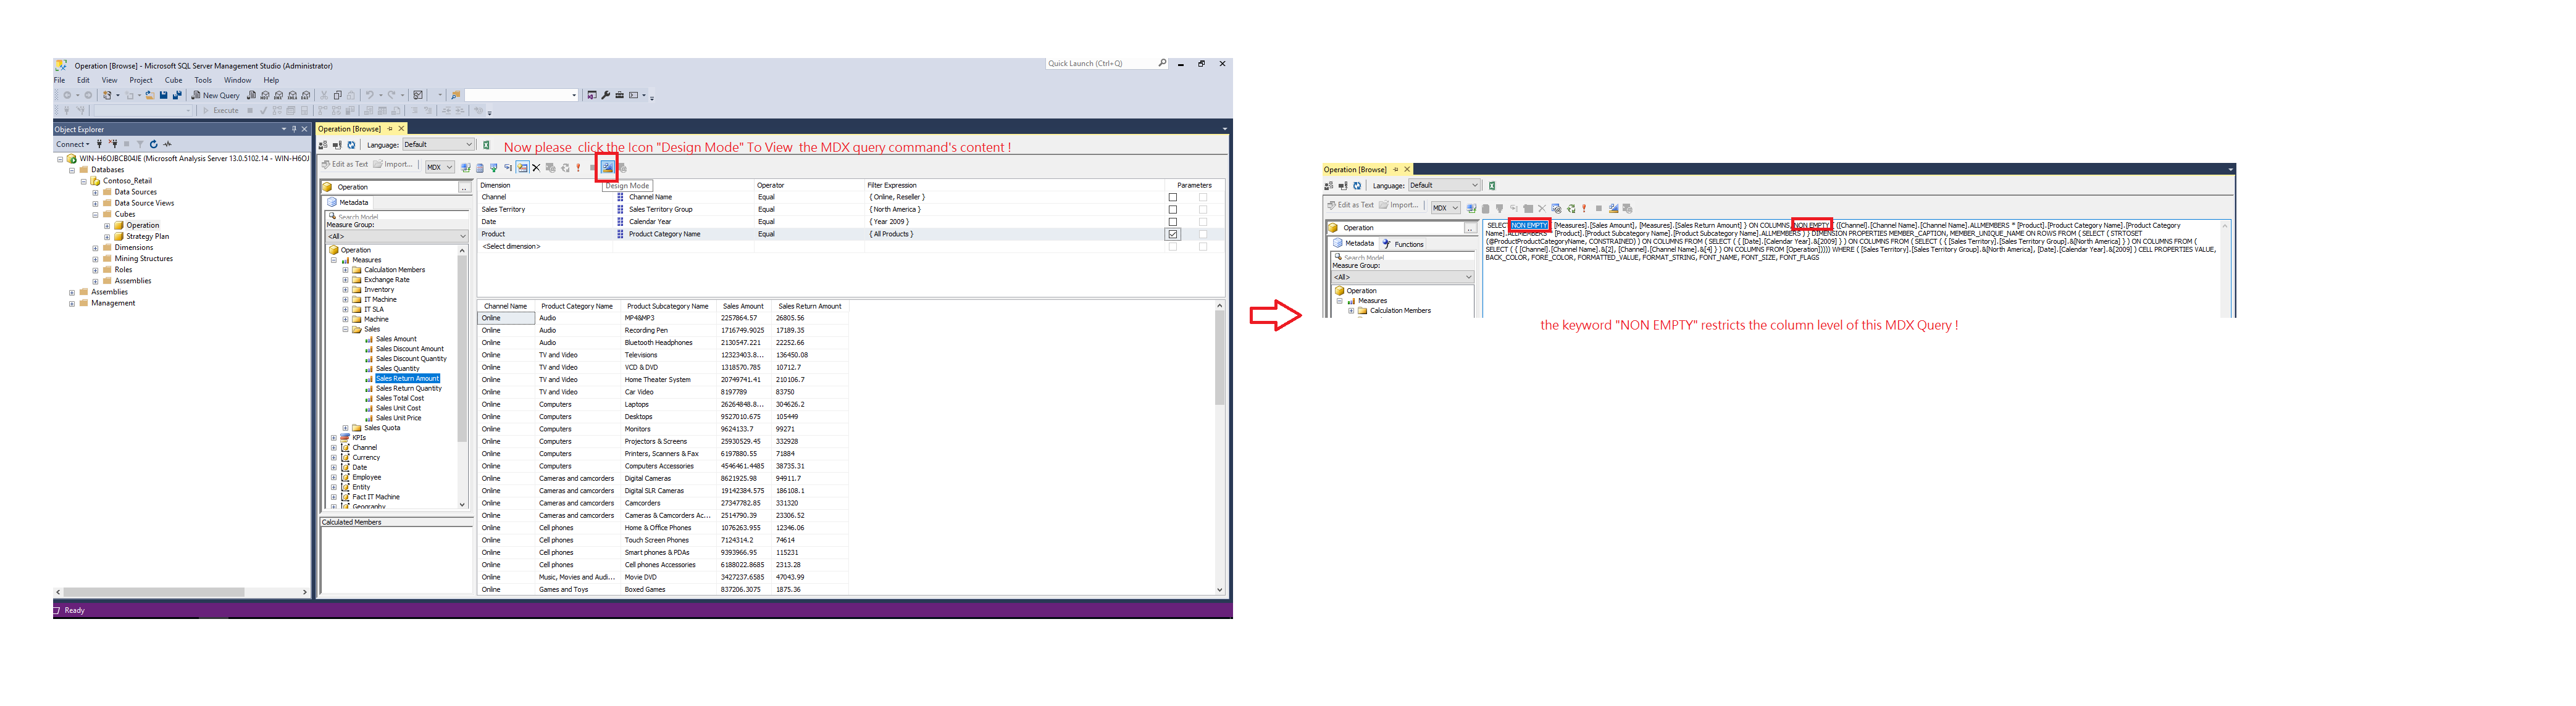 Operation [Browse] - Microsoft SQL Server Management Studio (Administrator)
Quick Launch (Ctrl+Q)
File Edit View Project Cube Tools Window Help
New Query
Execute
Object Explorer
Connect
WIN-H6OJBCB04JE (Microsoft Analysis Server 13.0.5102.14 - WIN-H6OJ
Databases
Contoso_Retail
Data Sources
Data Source Views
Cubes
Operation
Strategy Plan
Dimensions
Mining Structures
Roles
Assemblies
Assemblies
Management
Ready
Operation [Browse]
Language: Default
Now please click the Icon "Design Mode" To View the MDX query command's content !
Edit as Text Import... MDX
Design Mode
Operation
Metadata
Search Model
Measure Group:
<All>
Operation
Measures
Calculation Members
Exchange Rate
Inventory
IT Machine
IT SLA
Machine
Sales
Sales Amount
Sales Discount Amount
Sales Discount Quantity
Sales Quantity
Sales Return Amount
Sales Return Quantity
Sales Total Cost
Sales Unit Cost
Sales Unit Price
Sales Quota
KPIs
Channel
Currency
Date
Employee
Entity
Fact IT Machine
Geography
Calculated Members
Dimension Operator Filter Expression Parameters
Channel Channel Name Equal { Online, Reseller }
Sales Territory Sales Territory Group Equal { North America }
Date Calendar Year Equal { Year 2009 }
Product Product Category Name Equal { All Products }
<Select dimension>
Channel Name Product Category Name Product Subcategory Name Sales Amount Sales Return Amount
Online Audio MP4&MP3 2257864.57 26805.56
Online Audio Recording Pen 1716749.9025 17189.35
Online Audio Bluetooth Headphones 2130547.221 22252.66
Online TV and Video Televisions 12323403.8... 136450.08
Online TV and Video VCD & DVD 1318570.785 10712.7
Online TV and Video Home Theater System 20749741.41 210106.7
Online TV and Video Car Video 8197789 83750
Online Computers Laptops 26264848.8... 304626.2
Online Computers Desktops 9527010.675 105449
Online Computers Monitors 9624133.7 99271
Online Computers Projectors & Screens 25930529.45 332928
Online Computers Printers, Scanners & Fax 6197880.55 71884
Online Computers Computers Accessories 4546461.4485 38735.31
Online Cameras and camcorders Digital Cameras 8621925.98 94911.7
Online Cameras and camcorders Digital SLR Cameras 19142384.575 186108.1
Online Cameras and camcorders Camcorders 27347782.85 331320
Online Cameras and camcorders Cameras & Camcorders Ac... 2514790.39 23306.52
Online Cell phones Home & Office Phones 1076263.955 12346.06
Online Cell phones Touch Screen Phones 7124314.2 74614
Online Cell phones Smart phones & PDAs 9393966.95 115231
Online Cell phones Cell phones Accessories 6188022.8685 2313.28
Online Music, Movies and Audi... Movie DVD 3427237.6585 47043.99
Online Games and Toys Boxed Games 837206.3075 1875.36
Operation [Browse]
Language: Default
Edit as Text Import... MDX
Operation
Metadata Functions
Search Model
Measure Group:
<All>
Operation
Measures
Calculation Members
SELECT NON EMPTY { [Measures].[Sales Amount], [Measures].[Sales Return Amount] } ON COLUMNS, NON EMPTY { ([Channel].[Channel Name].[Channel Name].ALLMEMBERS * [Product].[Product Category Name].[Product Category
Name].ALLMEMBERS * [Product].[Product Subcategory Name].[Product Subcategory Name].ALLMEMBERS ) } DIMENSION PROPERTIES MEMBER_CAPTION, MEMBER_UNIQUE_NAME ON ROWS FROM ( SELECT ( STRTOSET
(@ProductProductCategoryName, CONSTRAINED) ) ON COLUMNS FROM ( SELECT ( { [Date].[Calendar Year].&[2009] } ) ON COLUMNS FROM ( SELECT ( { [Sales Territory].[Sales Territory Group].&[North America] } ) ON COLUMNS FROM (
SELECT ( { [Channel].[Channel Name].&[2], [Channel].[Channel Name].&[4] } ) ON COLUMNS FROM [Operation])))) WHERE ( [Sales Territory].[Sales Territory Group].&[North America], [Date].[Calendar Year].&[2009] ) CELL PROPERTIES VALUE,
BACK_COLOR, FORE_COLOR, FORMATTED_VALUE, FORMAT_STRING, FONT_NAME, FONT_SIZE, FONT_FLAGS
the keyword "NON EMPTY" restricts the column level of this MDX Query !